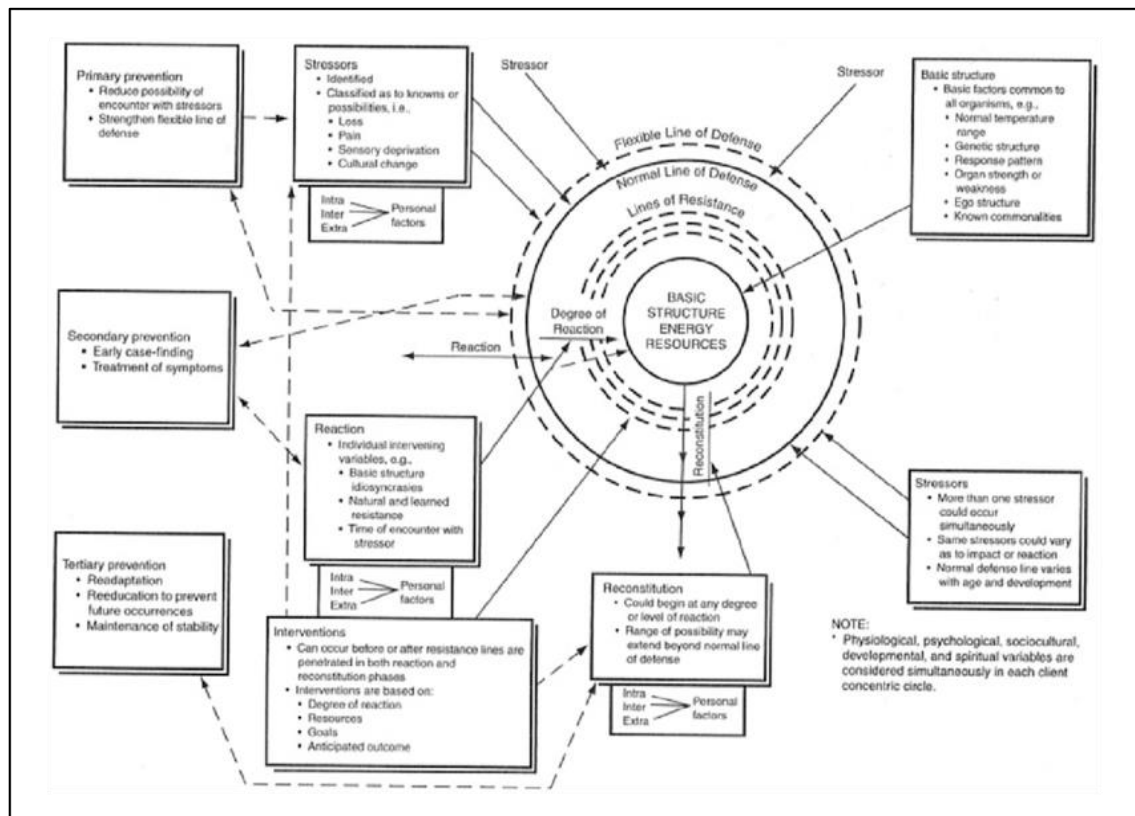 Primary prevention
• Reduce possibility of
encounter with stressors
• Strengthen flexible line of
defense
Stressors
• Identified
• Classified as to knowns or
possibilities, i.e.,
• Loss
• Pain
• Sensory deprivation
• Cultural change
Intra
Inter
Extra
Personal
factors
Stressor
Stressor
Basic structure
• Basic factors common to
all organisms, e.g.,
• Normal temperature
range
• Genetic structure
• Response pattern
• Organ strength or
weakness
• Ego structure
• Known commonalities
Flexible Line of Defense
Normal Line of Defense
Lines of Resistance
BASIC
STRUCTURE
ENERGY
RESOURCES
Degree of
Reaction
Reaction
Reconstitution
Secondary prevention
• Early case-finding
• Treatment of symptoms
Reaction
• Individual intervening
variables, e.g.,
• Basic structure
idiosyncrasies
• Natural and learned
resistance
• Time of encounter with
stressor
Intra
Inter
Extra
Personal
factors
Stressors
• More than one stressor
could occur
simultaneously
• Same stressors could vary
as to impact or reaction
• Normal defense line varies
with age and development
Tertiary prevention
• Readaptation
• Reeducation to prevent
future occurrences
• Maintenance of stability
Interventions
• Can occur before or after resistance lines are
penetrated in both reaction and
reconstitution phases
• Interventions are based on:
• Degree of reaction
• Resources
• Goals
• Anticipated outcome
Reconstitution
• Could begin at any degree
or level of reaction
• Range of possibility may
extend beyond normal line
of defense
Intra
Inter
Extra
Personal
factors
NOTE:
* Physiological, psychological, sociocultural,
developmental, and spiritual variables are
considered simultaneously in each client
concentric circle.